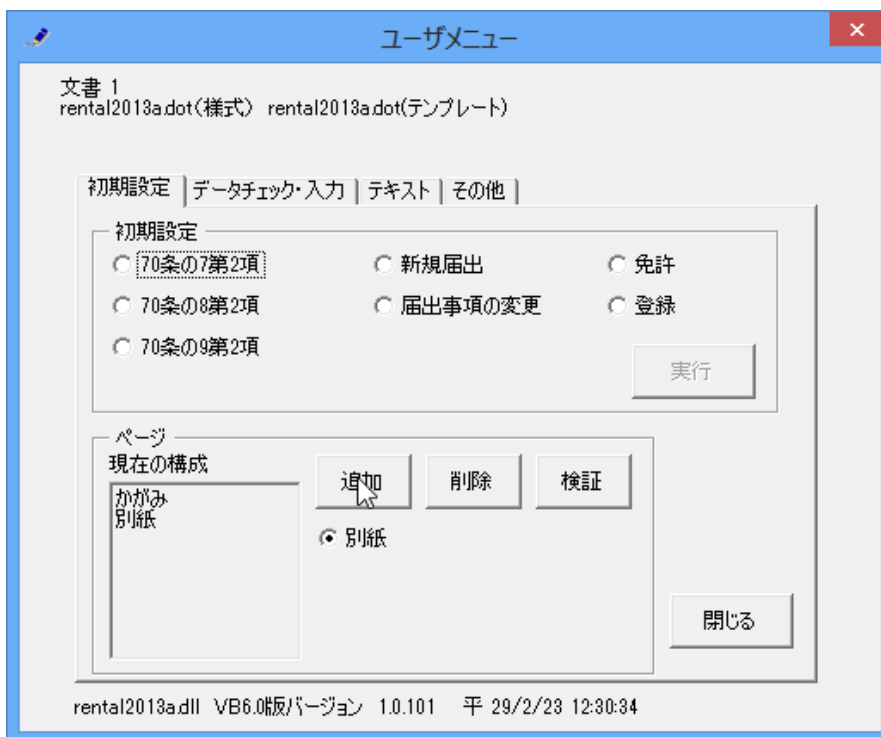 ユーザメニュー
文書 1
rental2013a.dot(様式) rental2013a.dot(テンプレート)
初期設定 データチェック・入力 テキスト その他
初期設定
70条の7第2項 新規届出 免許
70条の8第2項 届出事項の変更 登録
70条の9第2項
実行
ページ
現在の構成
追加 削除 検証
かがみ
別紙
別紙
閉じる
rental2013a.dll VB6.0版バージョン 1.0.101 平 29/2/23 12:30:34